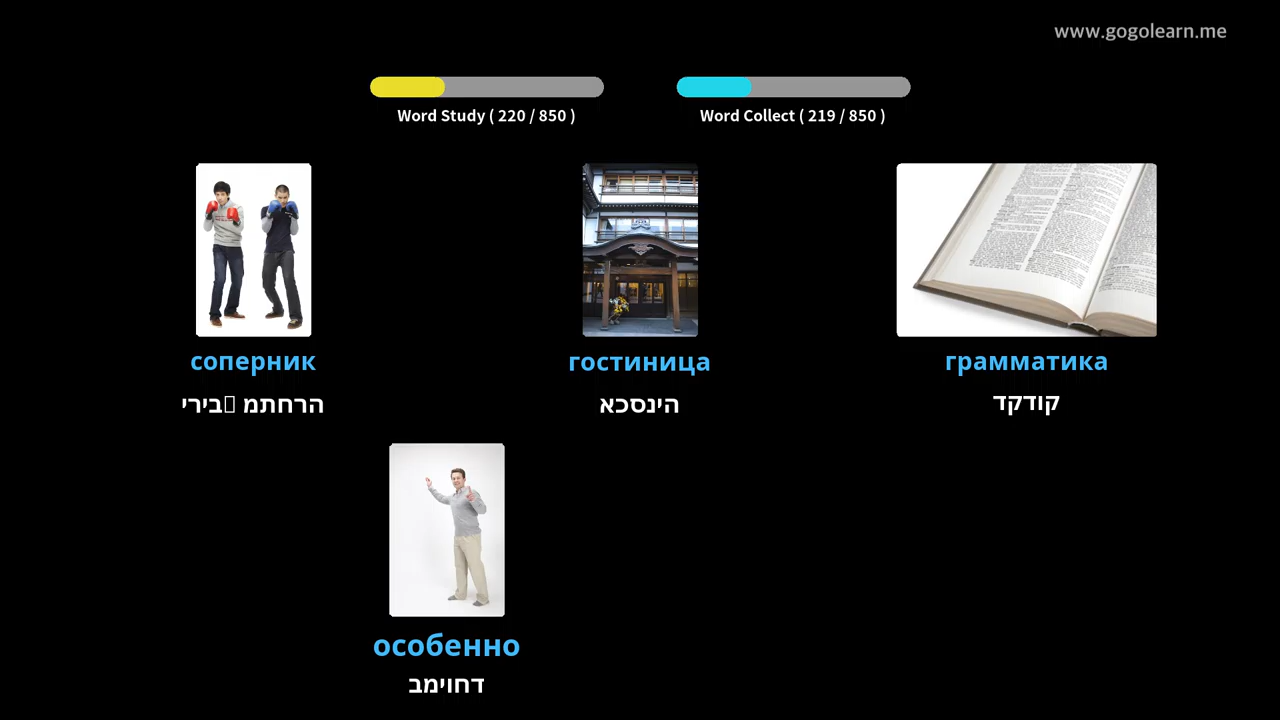 www.gogolearn.me
Word Study ( 220 / 850 )
Word Collect ( 219 / 850 )
соперник
гостиница
грамматика
יריב מתחרה
אכסניה
דקדוק
особенно
במיוחד